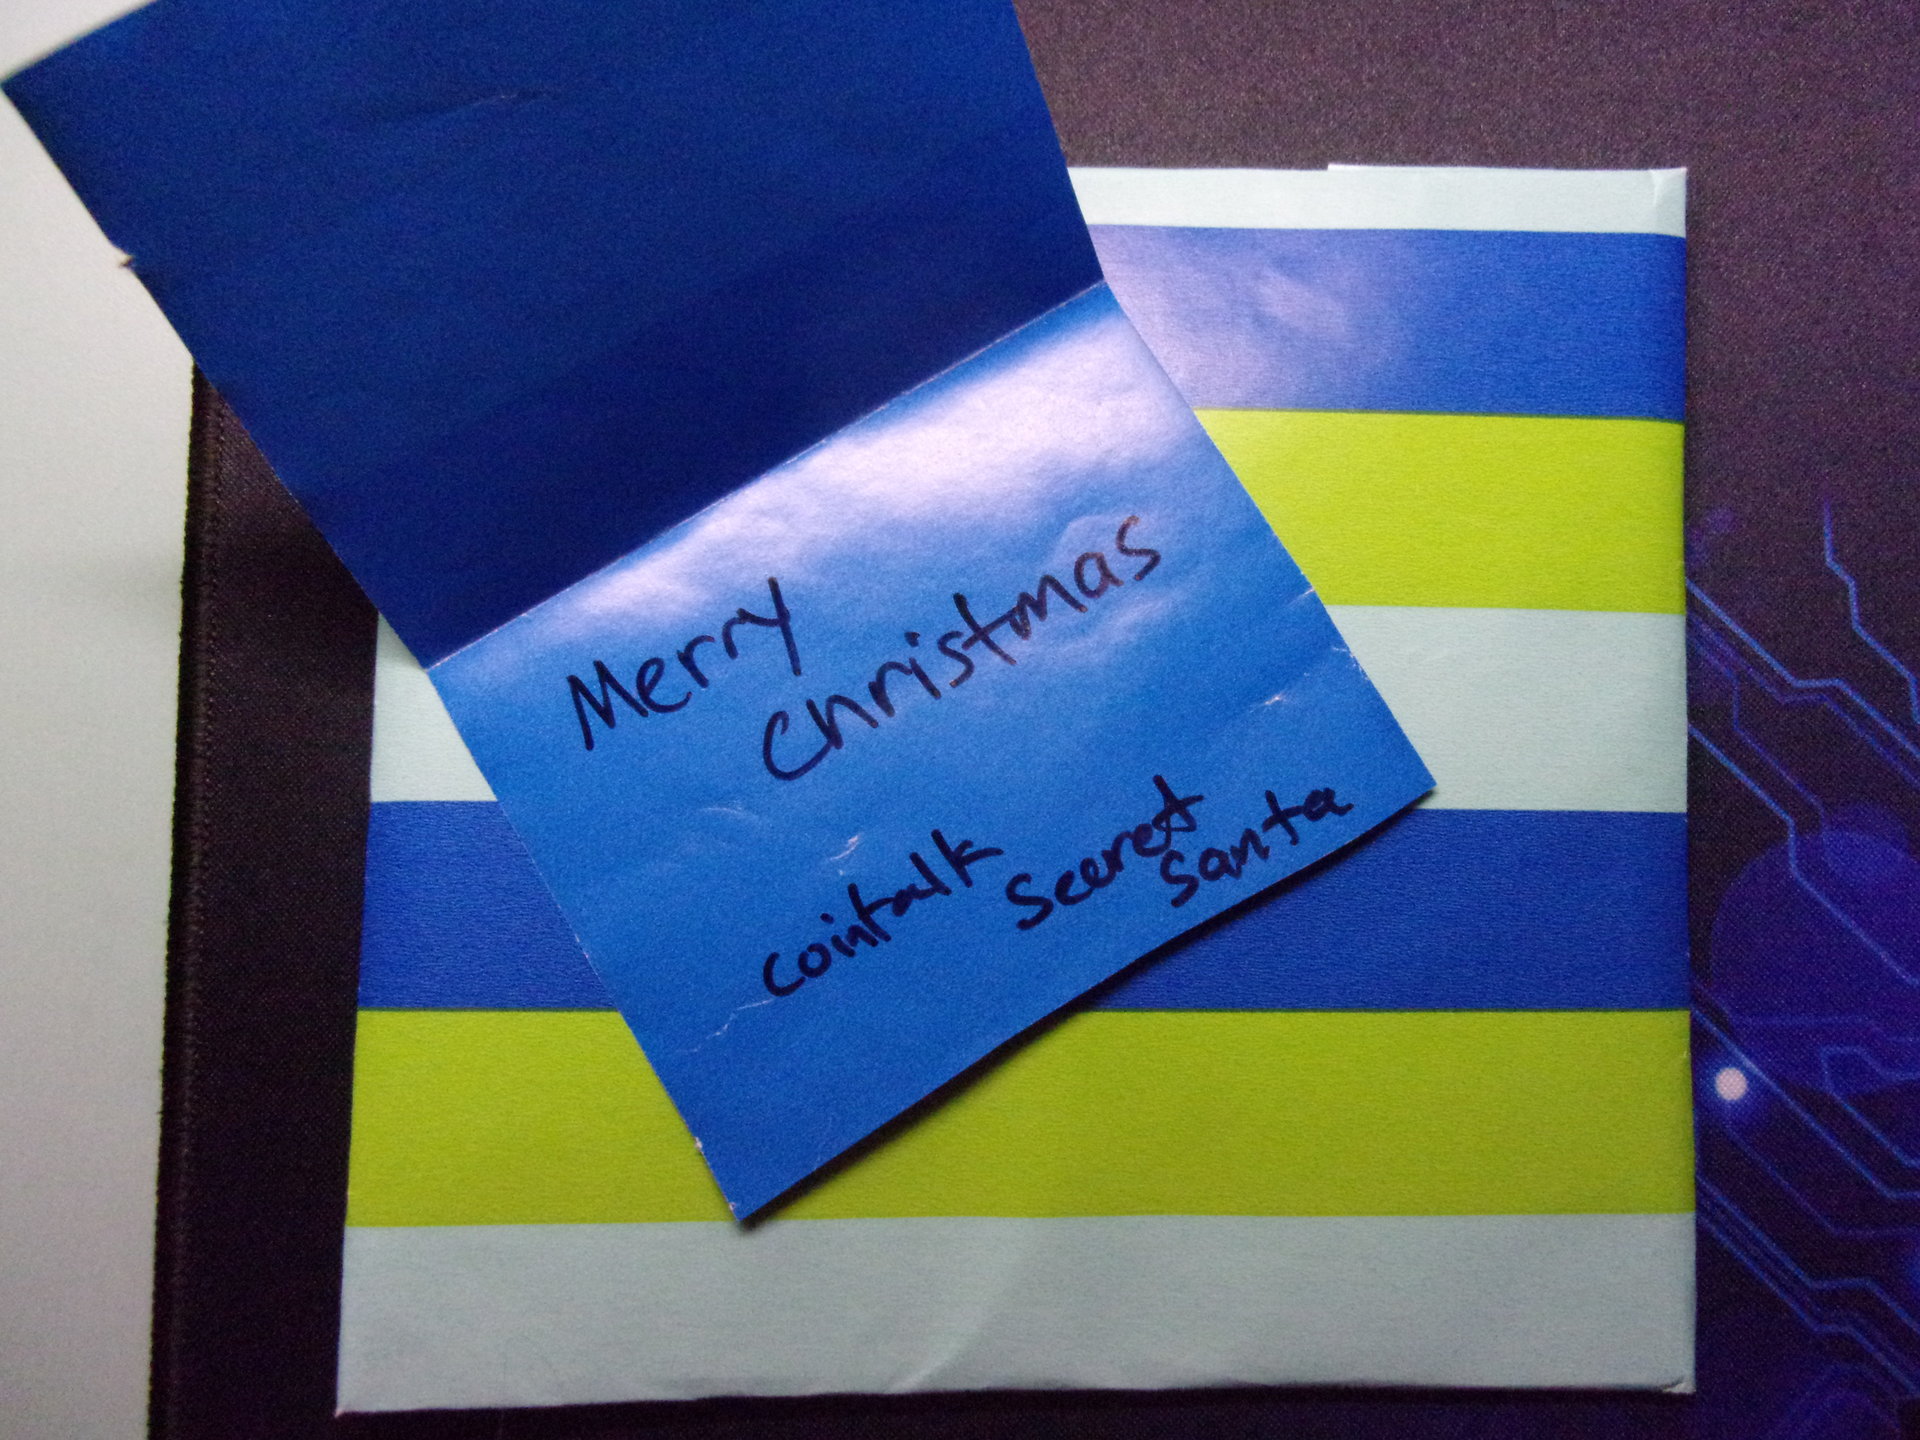 Merry
Christmas
cointalk Secret
Santa